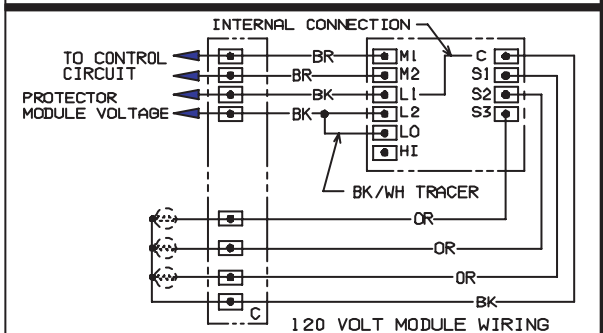 INTERNAL CONNECTION
TO CONTROL
CIRCUIT
PROTECTOR
MODULE VOLTAGE
BR
BR
BK
BK
M1
M2
L1
L2
LO
HI
C
S1
S2
S3
BK/WH TRACER
OR
OR
OR
BK
C
120 VOLT MODULE WIRING